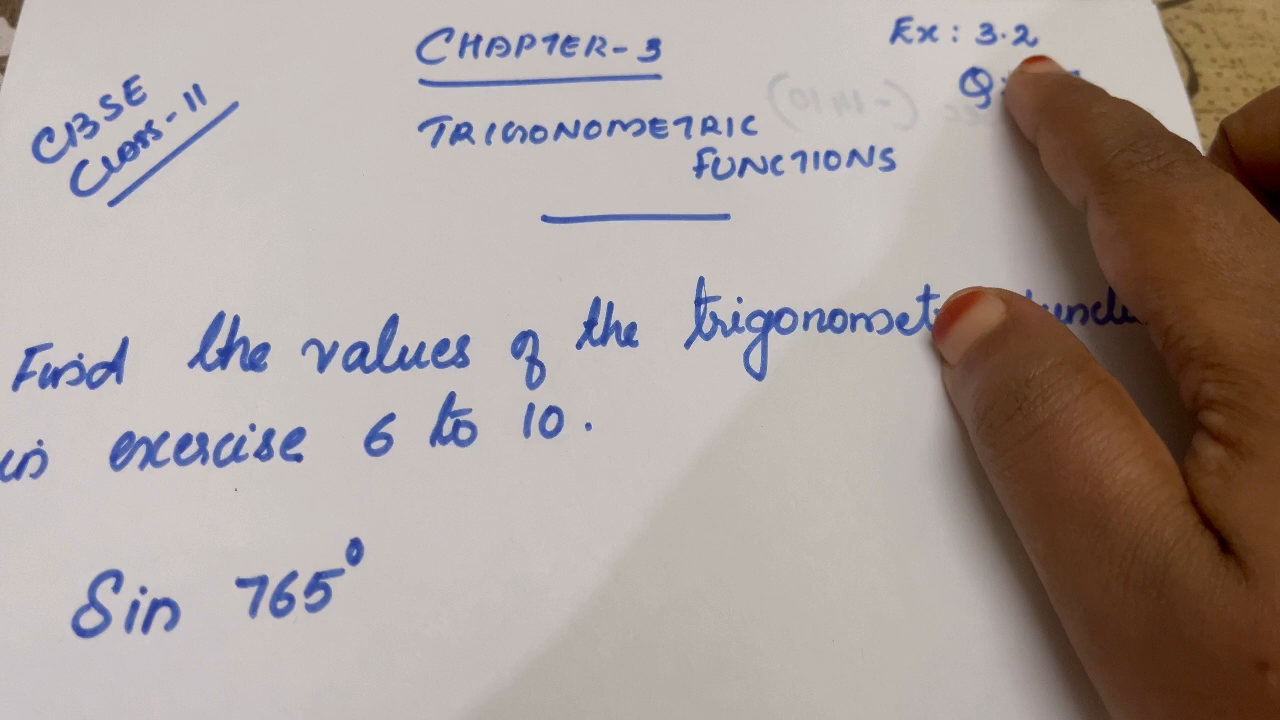 CBSE
Class-11
CHAPTER-3
TRIGONOMETRIC
FUNCTIONS
Ex: 3.2
Find the values of the
in exercise 6 to 10.
Sin 765°